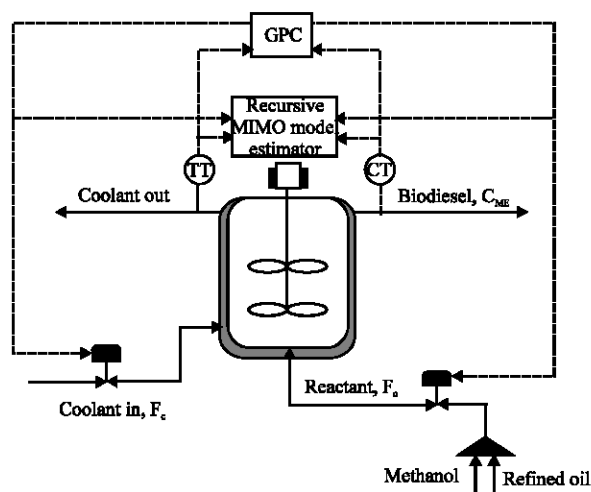 GPC
Recursive
MIMO mode
estimator
TT
CT
Coolant out
Biodiesel, C_ME
Coolant in, F_c
Reactant, F_o
Methanol
Refined oil